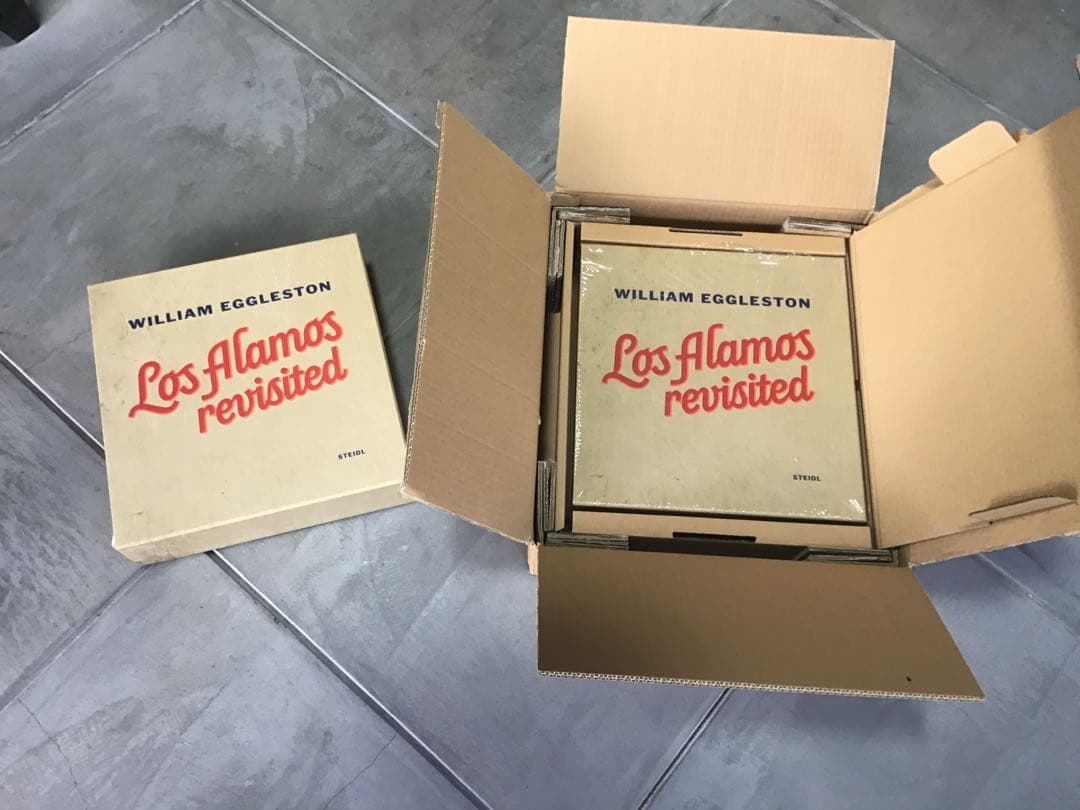 WILLIAM EGGLESTON
Los Alamos
revisited
STEIDL
WILLIAM EGGLESTON
Los Alamos
revisited
STEIDL